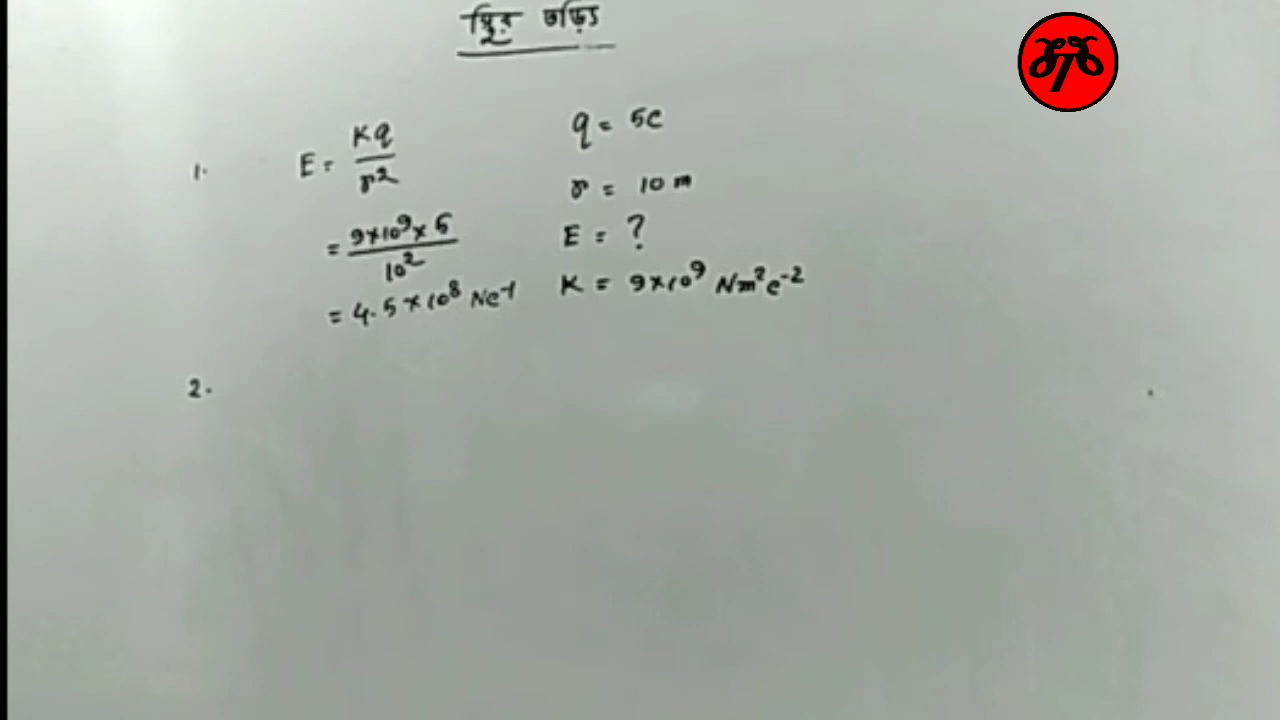 স্থির তড়িৎ
1. E = Kq / r² q = 5C
r = 10 m
= 9×10⁹×5 / 10² E = ?
= 4.5×10⁸ NC⁻¹ K = 9×10⁹ Nm²C⁻²
2.